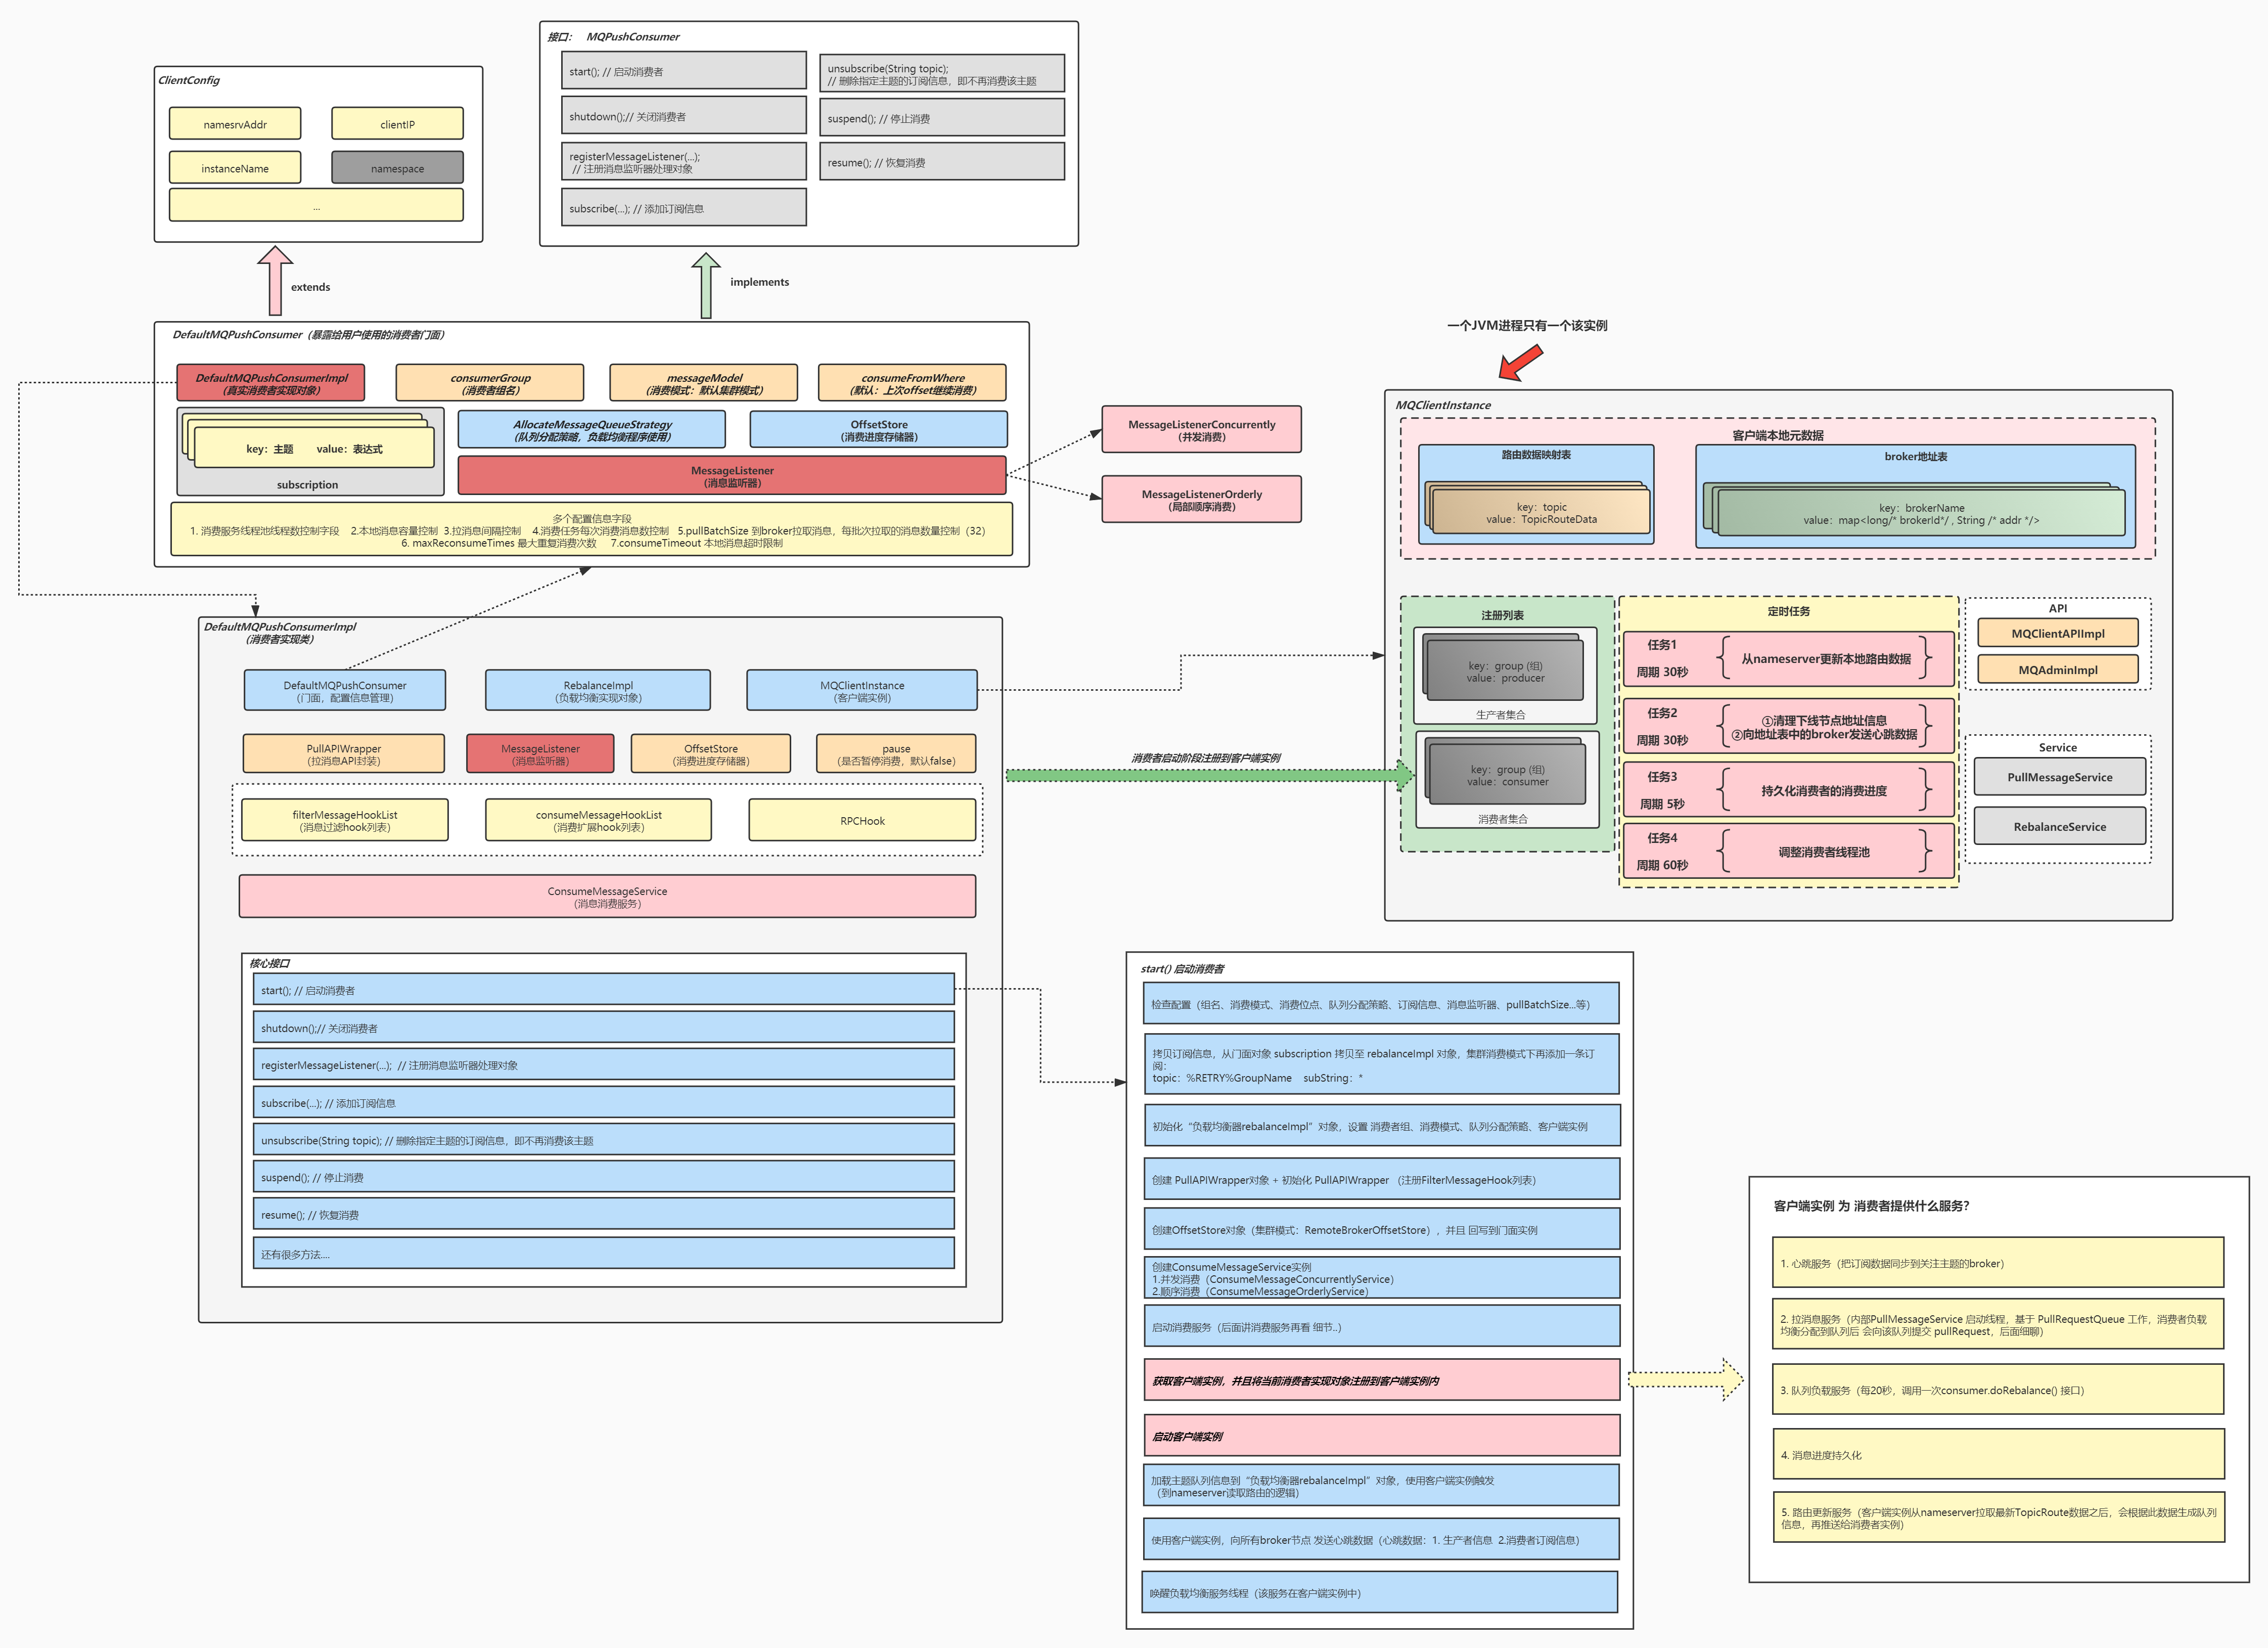 ClientConfig
namesrvAddr
clientIP
instanceName
namespace
...
extends
接口： MQPushConsumer
start(); // 启动消费者
shutdown();// 关闭消费者
registerMessageListener(...);
// 注册消息监听器处理对象
subscribe(...); // 添加订阅信息
unsubscribe(String topic);
// 删除指定主题的订阅信息，即不再消费该主题
suspend(); // 停止消费
resume(); // 恢复消费
implements
DefaultMQPushConsumer（暴露给用户使用的消费者门面）
DefaultMQPushConsumerImpl
（真实消费者实现对象）
consumerGroup
（消费者组名）
messageModel
（消费模式：默认集群模式）
consumeFromWhere
（默认：上次offset继续消费）
key：主题 value：表达式
subscription
AllocateMessageQueueStrategy
（队列分配策略，负载均衡程序使用）
OffsetStore
（消费进度存储器）
MessageListener
（消息监听器）
多个配置信息字段
1. 消费服务线程池线程数控制字段 2.本地消息容量控制 3.拉消息间隔控制 4.消费任务每次消费消息数控制 5.pullBatchSize 到broker拉取消息，每批次拉取的消息数量控制（32）
6. maxReconsumeTimes 最大重复消费次数 7.consumeTimeout 本地消息超时限制
MessageListenerConcurrently
（并发消费）
MessageListenerOrderly
（局部顺序消费）
DefaultMQPushConsumerImpl
（消费者实现类）
DefaultMQPushConsumer
（门面，配置信息管理）
RebalanceImpl
（负载均衡实现对象）
MQClientInstance
（客户端实例）
PullAPIWrapper
（拉消息API封装）
MessageListener
（消息监听器）
OffsetStore
（消费进度存储器）
pause
（是否暂停消费，默认false）
filterMessageHookList
（消息过滤hook列表）
consumeMessageHookList
（消费扩展hook列表）
RPCHook
ConsumeMessageService
（消息消费服务）
核心接口
start(); // 启动消费者
shutdown();// 关闭消费者
registerMessageListener(...); // 注册消息监听器处理对象
subscribe(...); // 添加订阅信息
unsubscribe(String topic); // 删除指定主题的订阅信息，即不再消费该主题
suspend(); // 停止消费
resume(); // 恢复消费
还有很多方法....
消费者启动阶段注册到客户端实例
一个JVM进程只有一个该实例
MQClientInstance
客户端本地元数据
路由数据映射表
key：topic
value：TopicRouteData
broker地址表
key：brokerName
value：map<long/* brokerId*/ , String /* addr */>
注册列表
key：group (组)
value：producer
生产者集合
key：group (组)
value：consumer
消费者集合
定时任务
任务1
周期 30秒
从nameserver更新本地路由数据
任务2
周期 30秒
①清理下线节点地址信息
②向地址表中的broker发送心跳数据
任务3
周期 5秒
持久化消费者的消费进度
任务4
周期 60秒
调整消费者线程池
API
MQClientAPIImpl
MQAdminImpl
Service
PullMessageService
RebalanceService
start() 启动消费者
检查配置（组名、消费模式、消费位点、队列分配策略、订阅信息、消息监听器、pullBatchSize...等）
拷贝订阅信息，从门面对象 subscription 拷贝至 rebalanceImpl 对象，集群消费模式下再添加一条订
阅：
topic：%RETRY%GroupName subString：*
初始化“负载均衡器rebalanceImpl”对象，设置 消费者组、消费模式、队列分配策略、客户端实例
创建 PullAPIWrapper对象 + 初始化 PullAPIWrapper （注册FilterMessageHook列表）
创建OffsetStore对象（集群模式：RemoteBrokerOffsetStore），并且 回写到门面实例
创建ConsumeMessageService实例
1.并发消费（ConsumeMessageConcurrentlyService）
2.顺序消费（ConsumeMessageOrderlyService）
启动消费服务（后面讲消费服务再看 细节..）
获取客户端实例，并且将当前消费者实现对象注册到客户端实例内
启动客户端实例
加载主题队列信息到“负载均衡器rebalanceImpl”对象，使用客户端实例触发
（到nameserver读取路由的逻辑）
使用客户端实例，向所有broker节点 发送心跳数据（心跳数据：1. 生产者信息 2.消费者订阅信息）
唤醒负载均衡服务线程（该服务在客户端实例中）
客户端实例 为 消费者提供什么服务？
1. 心跳服务（把订阅数据同步到关注主题的broker）
2. 拉消息服务（内部PullMessageService 启动线程，基于 PullRequestQueue 工作，消费者负载
均衡分配到队列后 会向该队列提交 pullRequest，后面细聊）
3. 队列负载服务（每20秒，调用一次consumer.doRebalance() 接口）
4. 消息进度持久化
5. 路由更新服务（客户端实例从nameserver拉取最新TopicRoute数据之后，会根据此数据生成队列
信息，再推送给消费者实例）